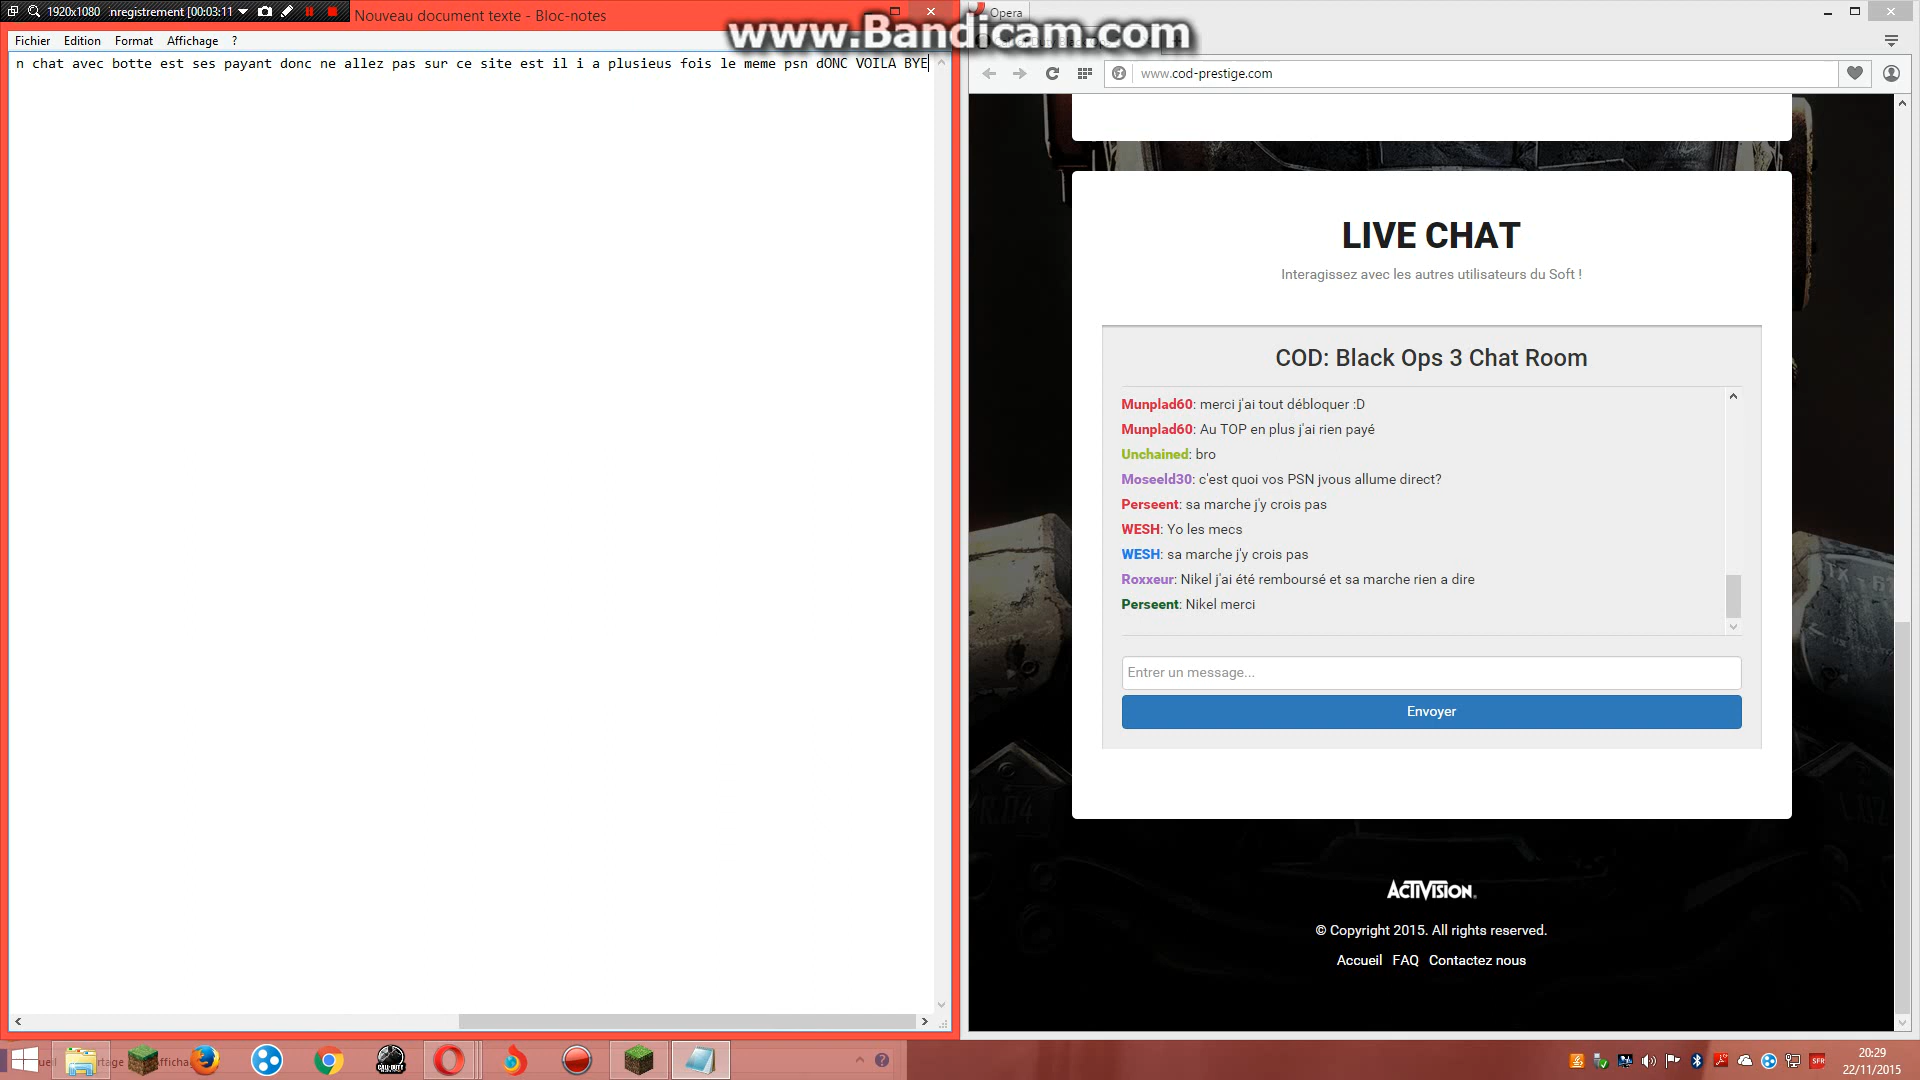 1920x1080
nregistrement [00:03:11
Nouveau document texte - Bloc-notes
www.Bandicam.com
Fichier Edition Format Affichage ?
n chat avec botte est ses payant donc ne allez pas sur ce site est il i a plusieus fois le meme psn dONC VOILA BYE
Opera
www.cod-prestige.com
LIVE CHAT
Interagissez avec les autres utilisateurs du Soft !
COD: Black Ops 3 Chat Room
Munplad60: merci j'ai tout débloquer :D
Munplad60: Au TOP en plus j'ai rien payé
Unchained: bro
Moseeld30: c'est quoi vos PSN jvous allume direct?
Perseent: sa marche j'y crois pas
WESH: Yo les mecs
WESH: sa marche j'y crois pas
Roxxeur: Nikel j'ai été remboursé et sa marche rien a dire
Perseent: Nikel merci
Entrer un message...
Envoyer
ACTIVISION
© Copyright 2015. All rights reserved.
Accueil FAQ Contactez nous
SFR
20:29
22/11/2015